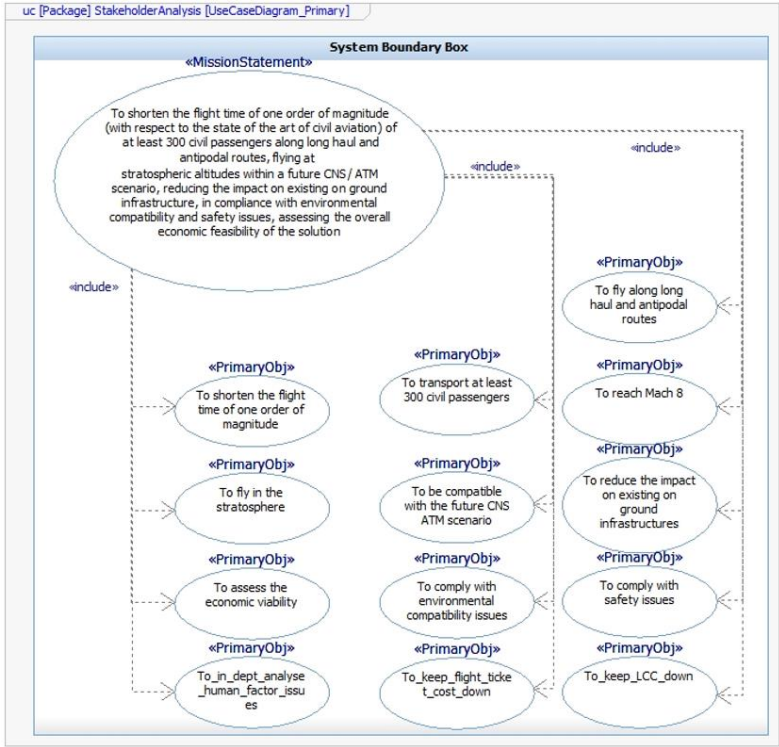 uc [Package] StakeholderAnalysis [UseCaseDiagram_Primary]
System Boundary Box
«MissionStatement»
To shorten the flight time of one order of magnitude
(with respect to the state of the art of civil aviation) of
at least 300 civil passengers along long haul and
antipodal routes, flying at
stratospheric altitudes within a future CNS/ ATM
scenario, reducing the impact on existing on ground
infrastructure, in compliance with environmental
compatibility and safety issues, assessing the overall
economic feasibility of the solution
«include»
«include»
«include»
«PrimaryObj»
To shorten the flight
time of one order of
magnitude
«PrimaryObj»
To fly in the
stratosphere
«PrimaryObj»
To assess the
economic viability
«PrimaryObj»
To_in_dept_analyse
_human_factor_issu
es
«PrimaryObj»
To transport at least
300 civil passengers
«PrimaryObj»
To be compatible
with the future CNS
ATM scenario
«PrimaryObj»
To comply with
environmental
compatibility issues
«PrimaryObj»
To_keep_flight_ticke
t_cost_down
«PrimaryObj»
To fly along long
haul and antipodal
routes
«PrimaryObj»
To reach Mach 8
«PrimaryObj»
To reduce the impact
on existing on
ground
infrastructures
«PrimaryObj»
To comply with
safety issues
«PrimaryObj»
To_keep_LCC_down